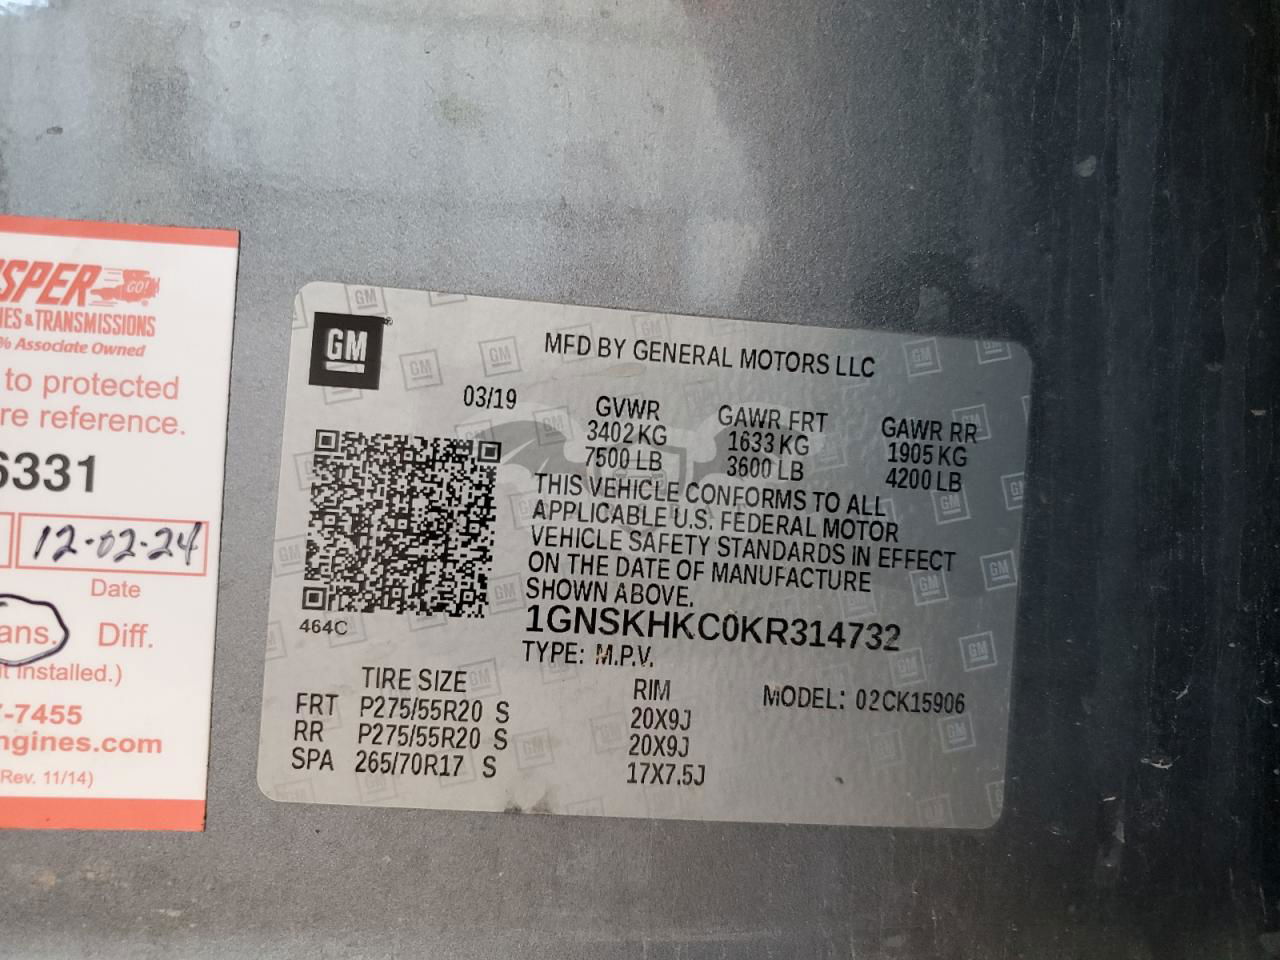 SPER GO!
ES & TRANSMISSIONS
% Associate Owned
to protected
re reference.
6331
12-02-24
Date
ans. Diff.
t installed.)
7-7455
ngines.com
Rev. 11/14)
GM
MFD BY GENERAL MOTORS LLC
03/19
GVWR GAWR FRT GAWR RR
3402 KG 1633 KG 1905 KG
7500 LB 3600 LB 4200 LB
THIS VEHICLE CONFORMS TO ALL
APPLICABLE U.S. FEDERAL MOTOR
VEHICLE SAFETY STANDARDS IN EFFECT
ON THE DATE OF MANUFACTURE
SHOWN ABOVE.
464C
1GNSKHKC0KR314732
TYPE: M.P.V.
TIRE SIZE RIM MODEL: 02CK15906
FRT P275/55R20 S 20X9J
RR P275/55R20 S 20X9J
SPA 265/70R17 S 17X7.5J